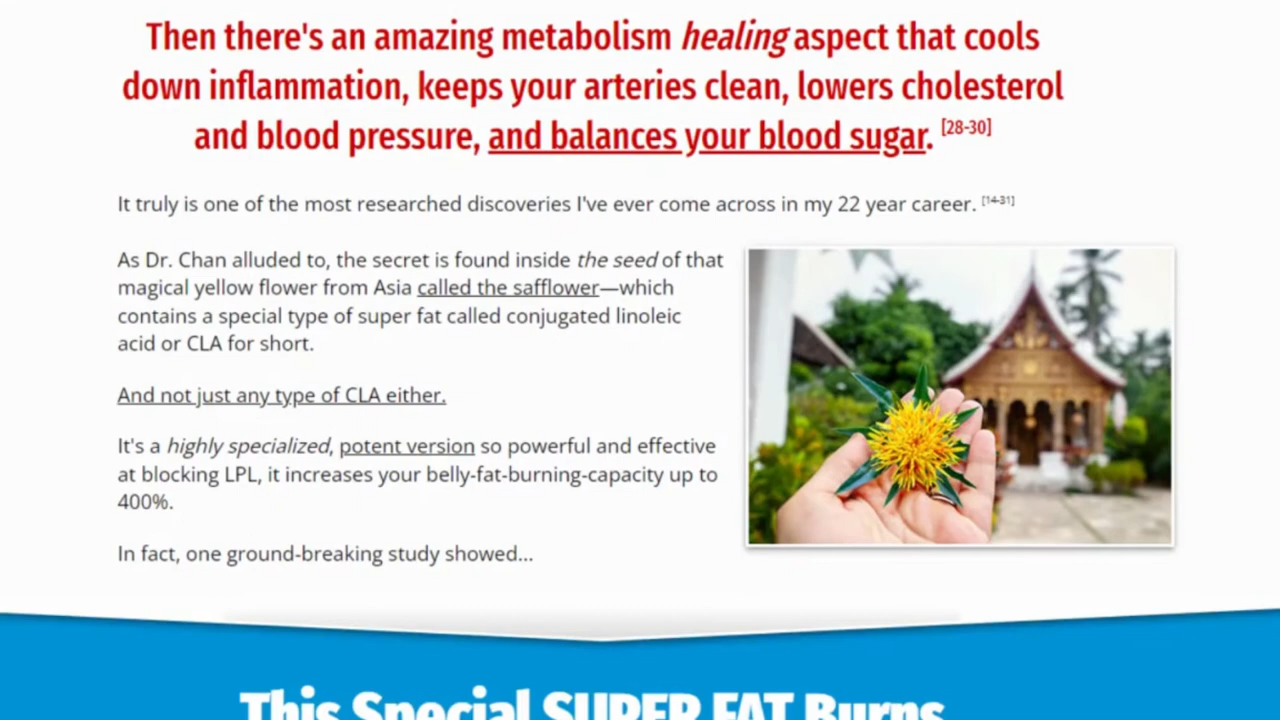 Then there's an amazing metabolism healing aspect that cools
down inflammation, keeps your arteries clean, lowers cholesterol
and blood pressure, and balances your blood sugar. [28-30]
It truly is one of the most researched discoveries I've ever come across in my 22 year career. [14-31]
As Dr. Chan alluded to, the secret is found inside the seed of that
magical yellow flower from Asia called the safflower—which
contains a special type of super fat called conjugated linoleic
acid or CLA for short.
And not just any type of CLA either.
It's a highly specialized, potent version so powerful and effective
at blocking LPL, it increases your belly-fat-burning-capacity up to
400%.
In fact, one ground-breaking study showed...
This Special SUPER FAT Burns